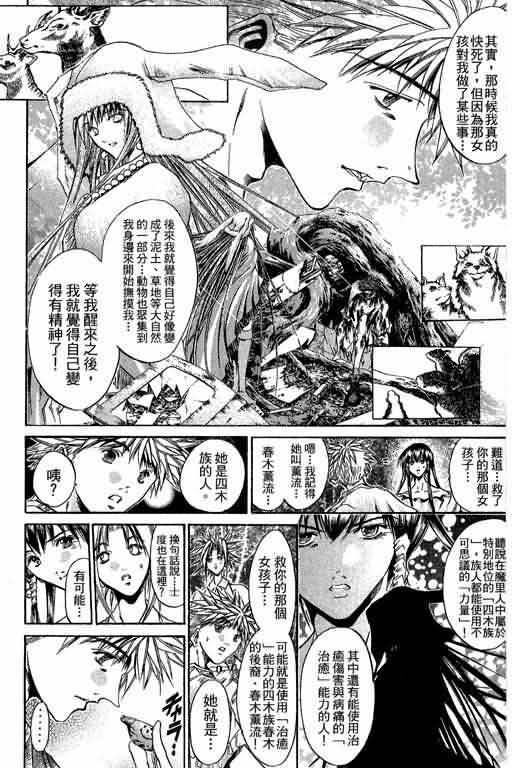 其實，那時候我真的
快死了，但因為那女
孩對我做了某些事…
後來我就覺得自己好像變
成了泥土、草地等大自然
的一部分…動物也聚集到
我身邊來開始撫摸我…
等我醒來之後，
我就覺得自己變
得有精神了！
難道…救了
你的那個女
孩子…
嗯…我記得
她叫薰流…
春木薰流…
她是四木
族的人。
咦？
聽說在魔里人中屬於
特別地位的「四木族
」，族人都能使用不
可思議的「力量」！
其中還有能使用治
癒傷害與病痛的「
治癒」能力的人！
救你的那個
女孩子…
可能就是使用「治癒
」能力的四木族春木
的後裔．春木薰流！
換句話說…士
度也在這裡？
有可能…
她就是…
……